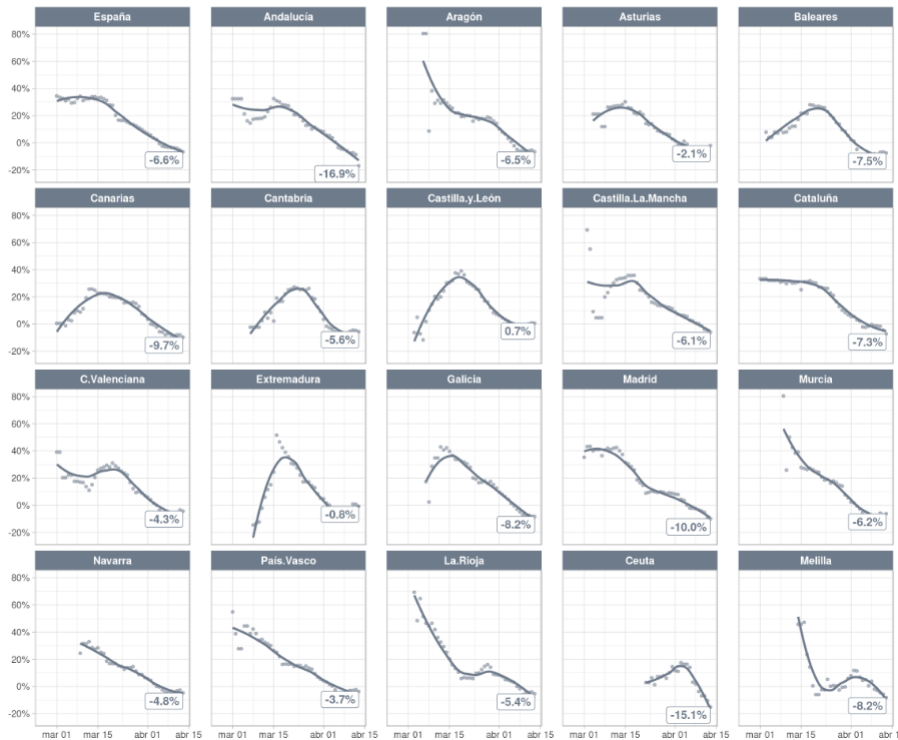 España Andalucía Aragón Asturias Baleares
80%
60%
40%
20%
0%
-20%
-6.6% -16.9% -6.5% -2.1% -7.5%
Canarias Cantabria Castilla.y.León Castilla.La.Mancha Cataluña
80%
60%
40%
20%
0%
-20%
-9.7% -5.6% 0.7% -6.1% -7.3%
C.Valenciana Extremadura Galicia Madrid Murcia
80%
60%
40%
20%
0%
-20%
-4.3% -0.8% -8.2% -10.0% -6.2%
Navarra País.Vasco La.Rioja Ceuta Melilla
80%
60%
40%
20%
0%
-20%
-4.8% -3.7% -5.4% -15.1% -8.2%
mar 01 mar 15 abr 01 abr 15 mar 01 mar 15 abr 01 abr 15 mar 01 mar 15 abr 01 abr 15 mar 01 mar 15 abr 01 abr 15 mar 01 mar 15 abr 01 abr 1